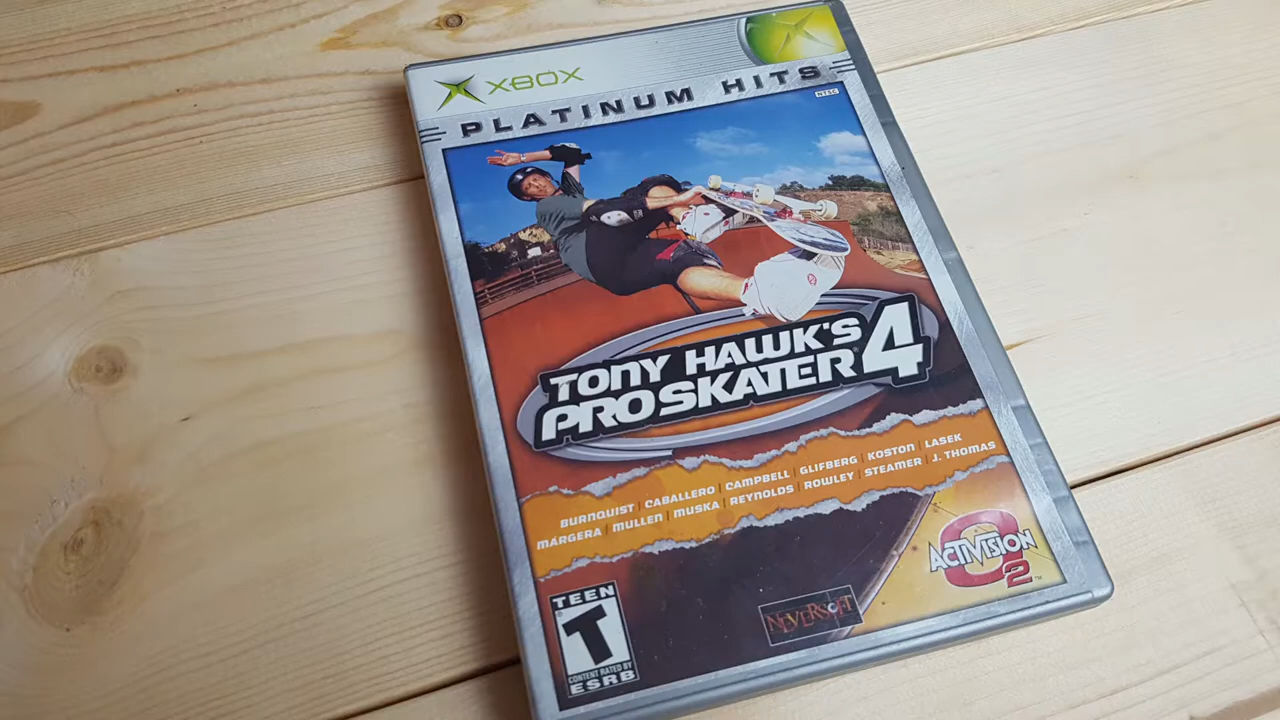 XBOX
PLATINUM HITS
NTSC
TONY HAWK'S
PRO SKATER 4
BURNQUIST | CABALLERO | CAMPBELL | GLIFBERG | KOSTON | LASEK
MARGERA | MULLEN | MUSKA | REYNOLDS | ROWLEY | STEAMER | J. THOMAS
ACTIVISION
O2
TM
NEVERSOFT
TEEN
T
CONTENT RATED BY
ESRB